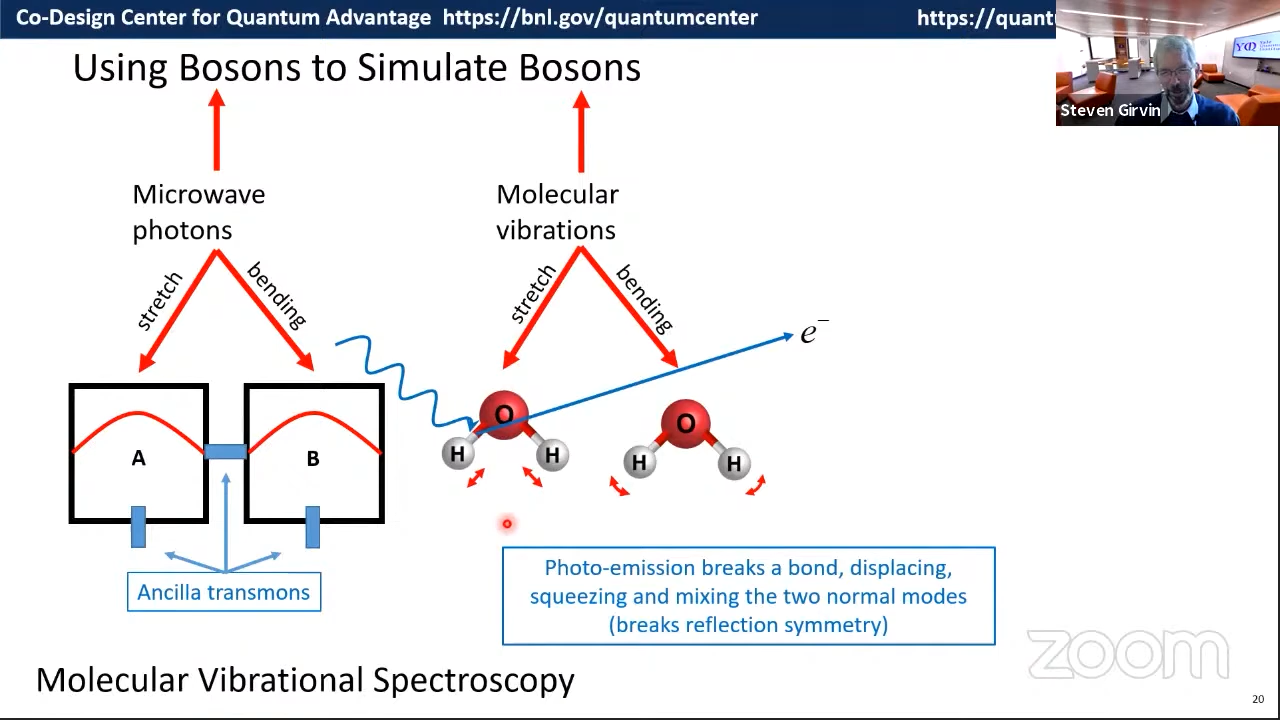 Co-Design Center for Quantum Advantage https://bnl.gov/quantumcenter
https://quant
Steven Girvin
Using Bosons to Simulate Bosons
Microwave
photons
Molecular
vibrations
stretch
bending
stretch
bending
e⁻
A
B
O
H
H
O
H
H
Ancilla transmons
Photo-emission breaks a bond, displacing,
squeezing and mixing the two normal modes
(breaks reflection symmetry)
zoom
Molecular Vibrational Spectroscopy
20